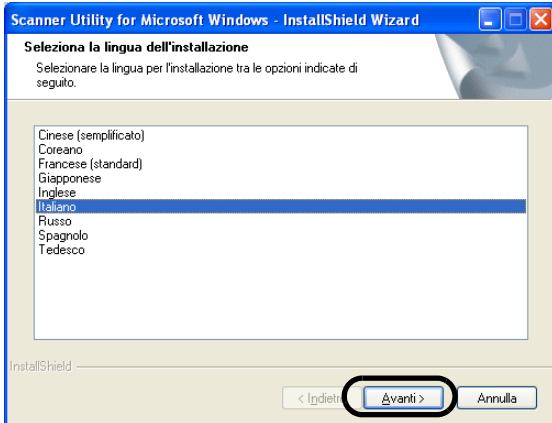 Scanner Utility for Microsoft Windows - InstallShield Wizard
Seleziona la lingua dell'installazione
Selezionare la lingua per l'installazione tra le opzioni indicate di
seguito.
Cinese (semplificato)
Coreano
Francese (standard)
Giapponese
Inglese
Italiano
Russo
Spagnolo
Tedesco
InstallShield
< Indietro Avanti > Annulla